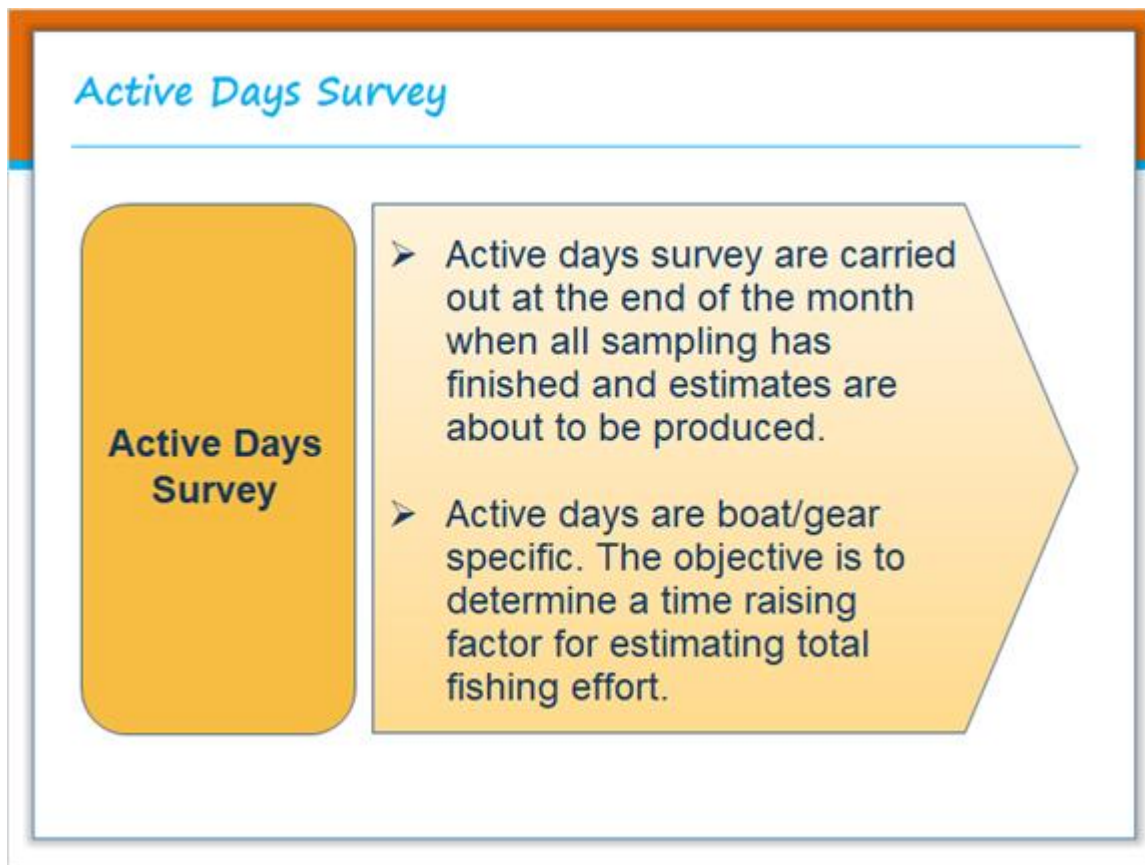 Active Days Survey
Active Days
Survey
➤ Active days survey are carried
out at the end of the month
when all sampling has
finished and estimates are
about to be produced.
➤ Active days are boat/gear
specific. The objective is to
determine a time raising
factor for estimating total
fishing effort.